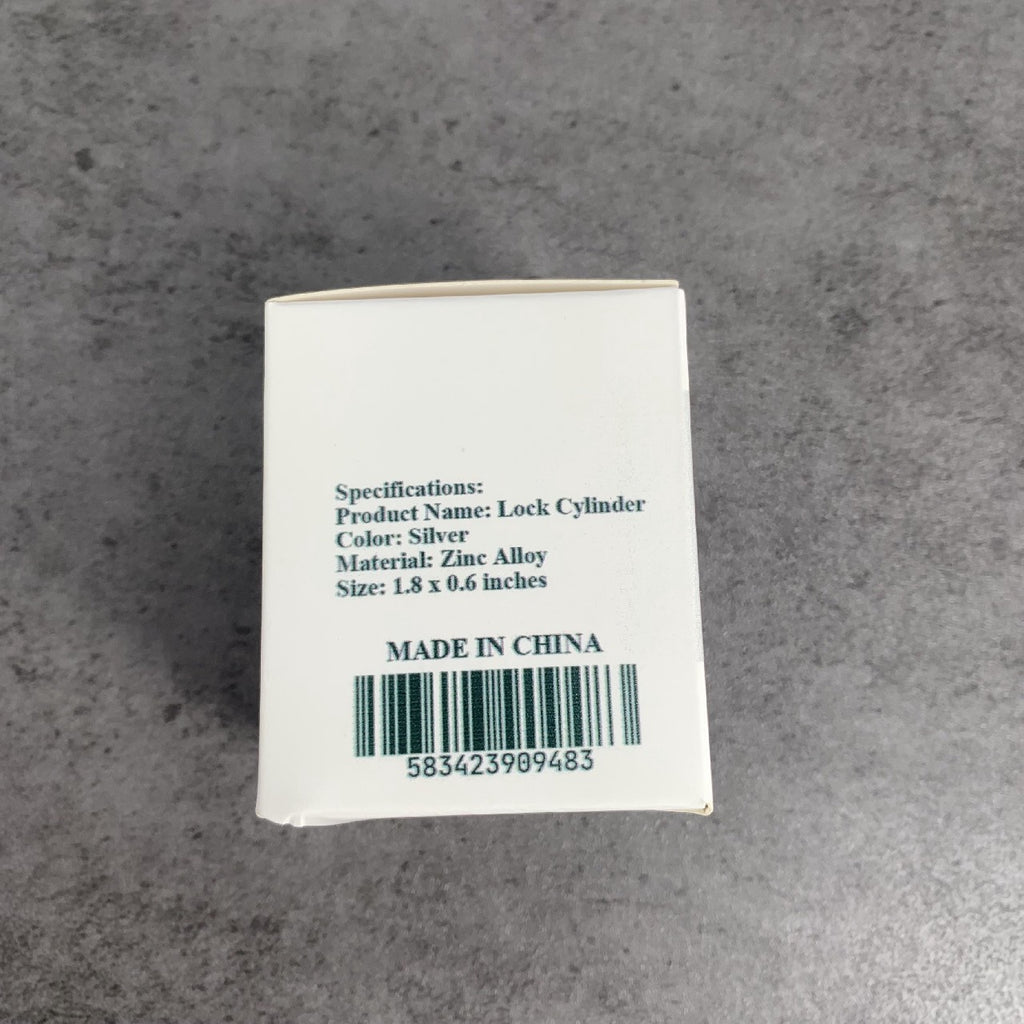 Specifications:
Product Name: Lock Cylinder
Color: Silver
Material: Zinc Alloy
Size: 1.8 x 0.6 inches
MADE IN CHINA
583423909483